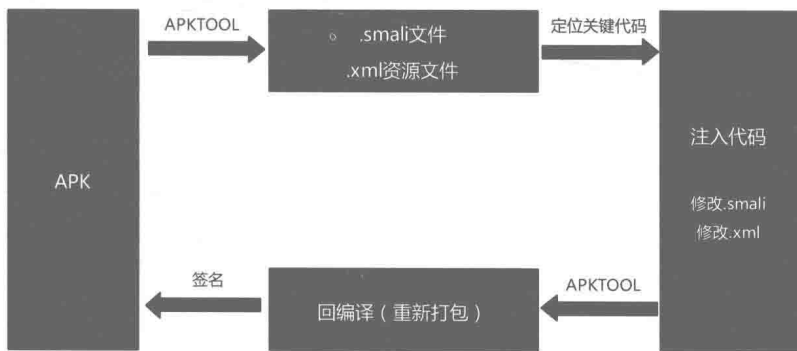 APKTOOL
.smali文件
.xml资源文件
定位关键代码
APK
注入代码
修改.smali
修改.xml
签名
回编译（重新打包）
APKTOOL